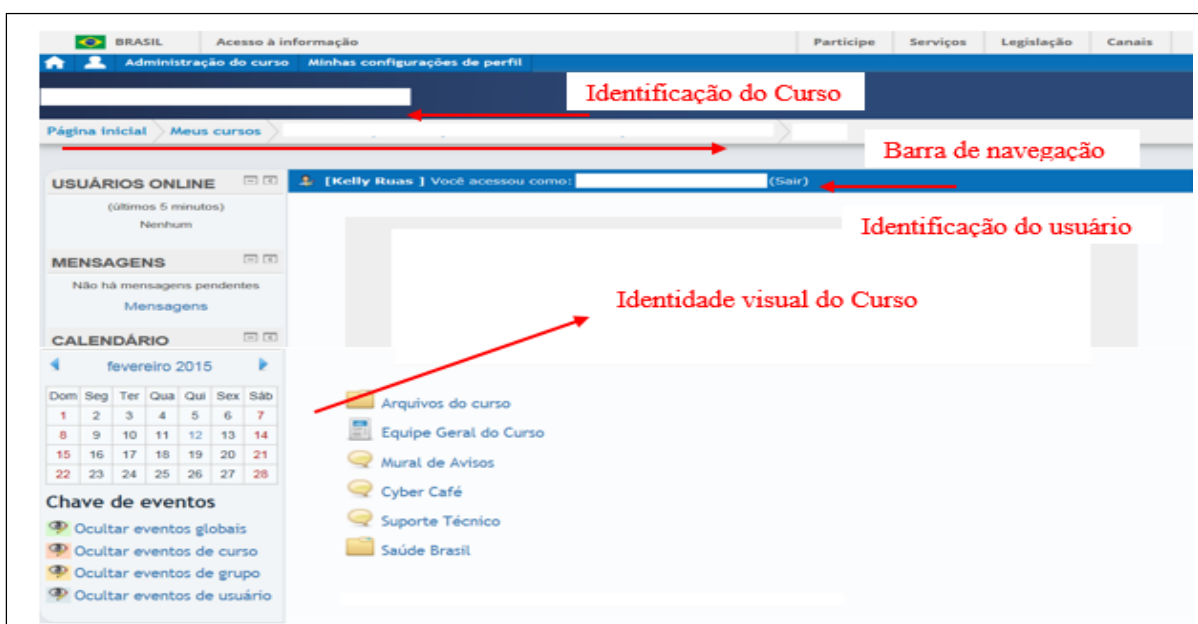 BRASIL Acesso à informação Participe Serviços Legislação Canais
Administração do curso Minhas configurações de perfil
Identificação do Curso
Página inicial Meus cursos
Barra de navegação
USUÁRIOS ONLINE
[Kelly Ruas ] Você acessou como: (Sair)
(últimos 5 minutos)
Nenhum
Identificação do usuário
MENSAGENS
Não há mensagens pendentes
Mensagens
Identidade visual do Curso
CALENDÁRIO
fevereiro 2015
Dom Seg Ter Qua Qui Sex Sáb
1 2 3 4 5 6 7
8 9 10 11 12 13 14
15 16 17 18 19 20 21
22 23 24 25 26 27 28
Chave de eventos
Ocultar eventos globais
Ocultar eventos de curso
Ocultar eventos de grupo
Ocultar eventos de usuário
Arquivos do curso
Equipe Geral do Curso
Mural de Avisos
Cyber Café
Suporte Técnico
Saúde Brasil